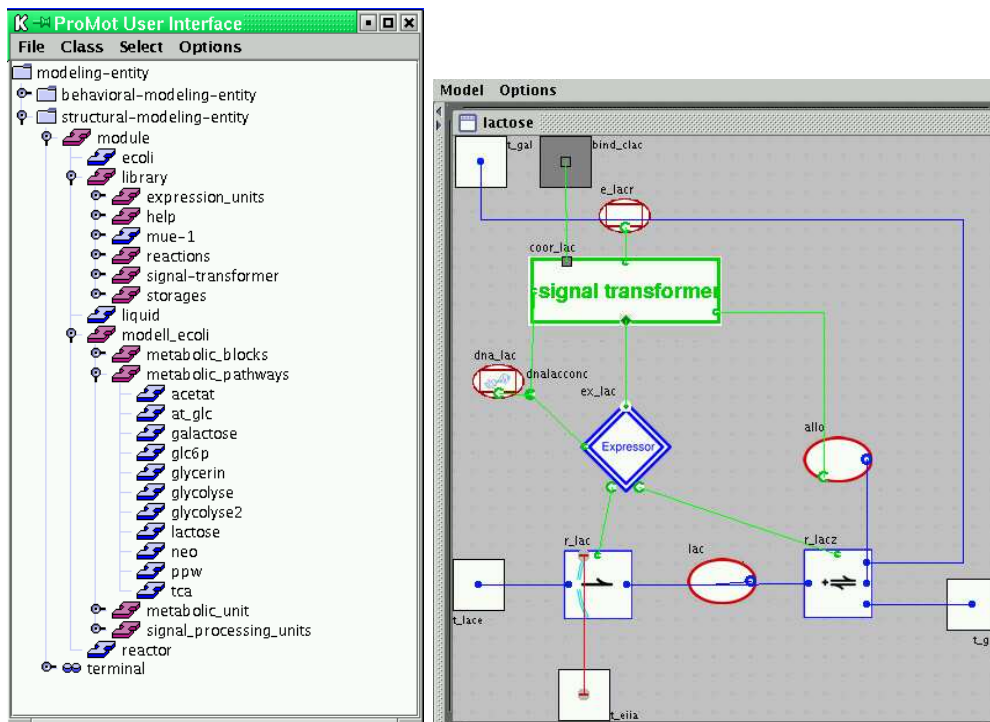 ProMot User Interface
File Class Select Options
modeling-entity
behavioral-modeling-entity
structural-modeling-entity
module
ecoli
library
expression_units
help
mue-1
reactions
signal-transformer
storages
liquid
modell_ecoli
metabolic_blocks
metabolic_pathways
acetat
at_glc
galactose
glc6p
glycerin
glycolyse
glycolyse2
lactose
neo
ppw
tca
metabolic_unit
signal_processing_units
reactor
terminal
Model Options
lactose
t_gal
bind_clac
e_lacr
coor_lac
signal transformer
dna_lac
dnalacconc
ex_lac
Expressor
allo
r_lac
lac
r_lacz
t_lace
t_g
t_eiia